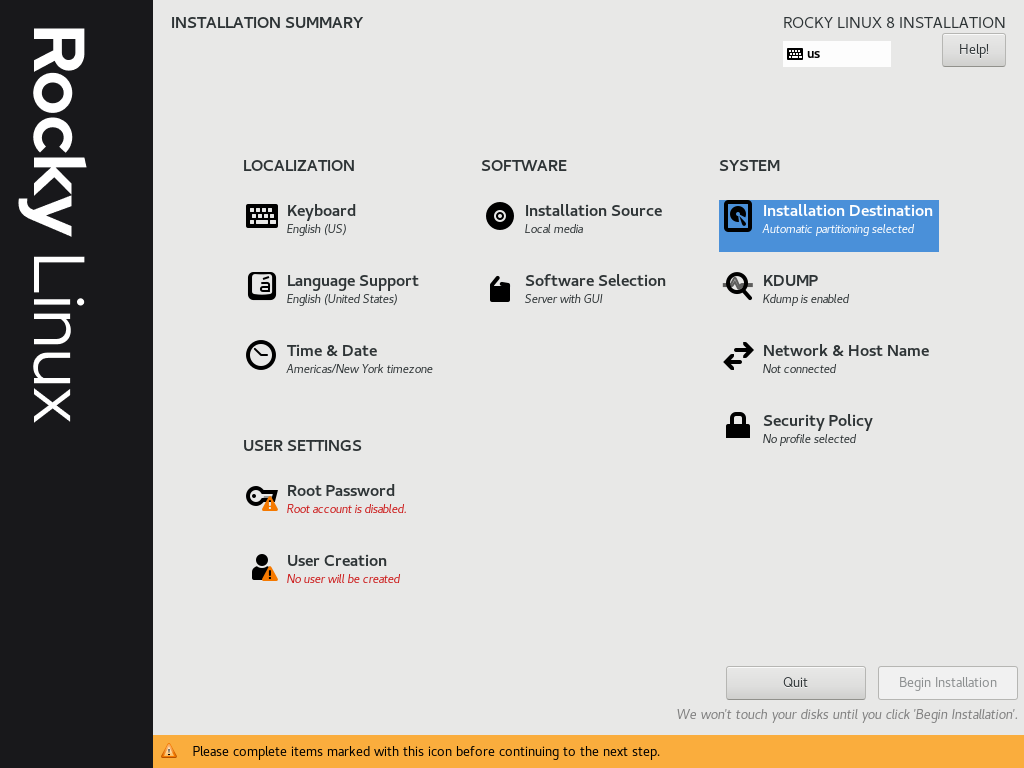 Rocky Linux
INSTALLATION SUMMARY
ROCKY LINUX 8 INSTALLATION
us
Help!
LOCALIZATION
Keyboard
English (US)
Language Support
English (United States)
Time & Date
Americas/New York timezone
SOFTWARE
Installation Source
Local media
Software Selection
Server with GUI
SYSTEM
Installation Destination
Automatic partitioning selected
KDUMP
Kdump is enabled
Network & Host Name
Not connected
Security Policy
No profile selected
USER SETTINGS
Root Password
Root account is disabled.
User Creation
No user will be created
Quit
Begin Installation
We won't touch your disks until you click 'Begin Installation'.
Please complete items marked with this icon before continuing to the next step.